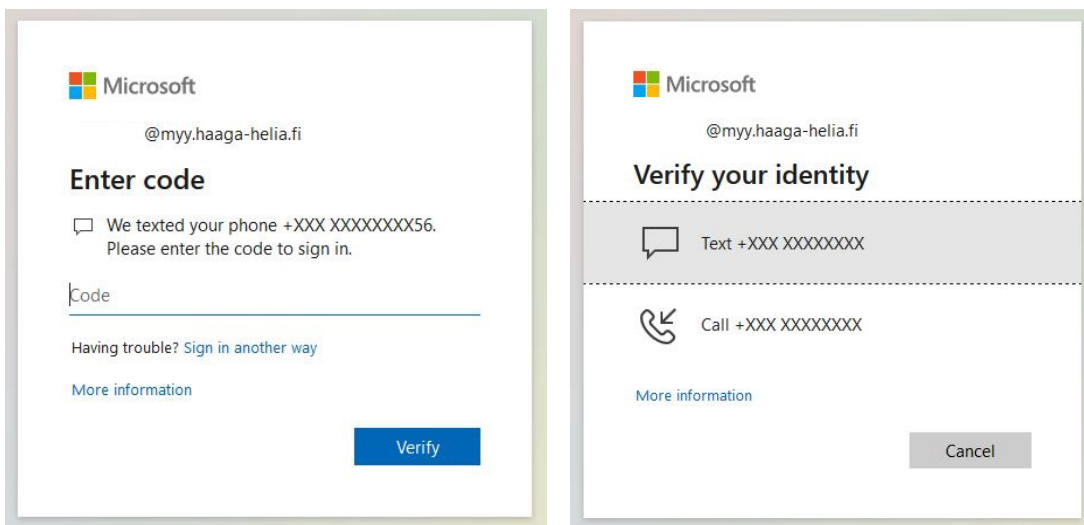 Microsoft
@myy.haaga-helia.fi
Enter code
We texted your phone +XXX XXXXXXXX56.
Please enter the code to sign in.
Code
Having trouble? Sign in another way
More information
Verify
Microsoft
@myy.haaga-helia.fi
Verify your identity
Text +XXX XXXXXXXX
Call +XXX XXXXXXXX
More information
Cancel